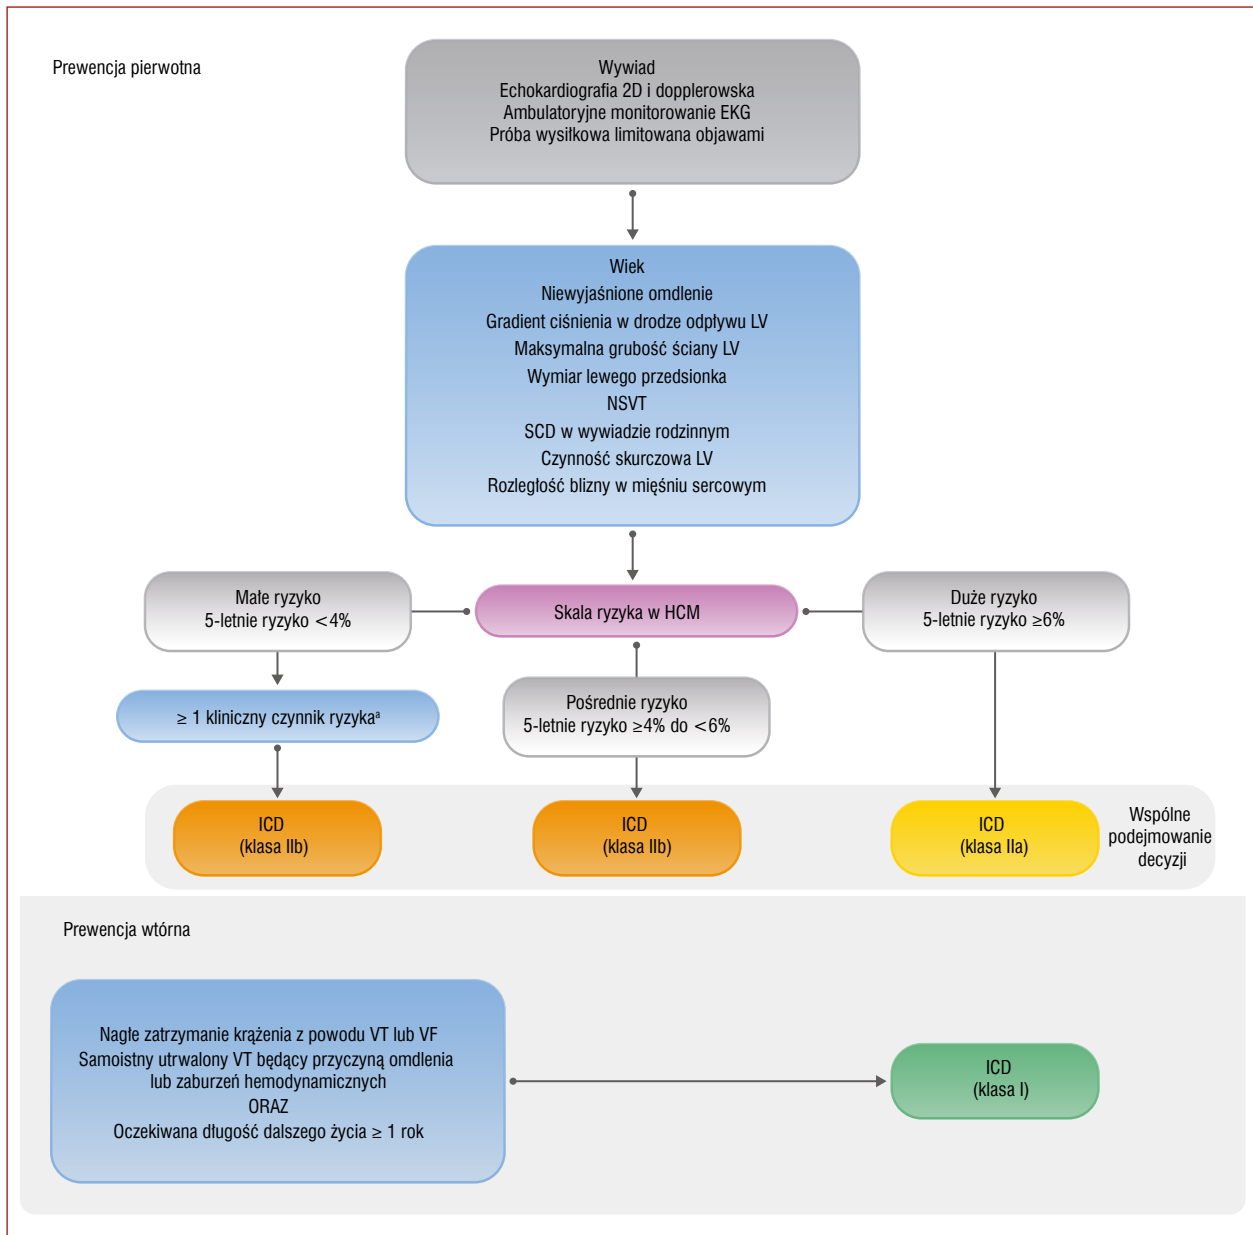 Prewencja pierwotna
Wywiad
Echokardiografia 2D i dopplerowska
Ambulatoryjne monitorowanie EKG
Próba wysiłkowa limitowana objawami
Wiek
Niewyjaśnione omdlenie
Gradient ciśnienia w drodze odpływu LV
Maksymalna grubość ściany LV
Wymiar lewego przedsionka
NSVT
SCD w wywiadzie rodzinnym
Czynność skurczowa LV
Rozległość blizny w mięśniu sercowym
Małe ryzyko
5-letnie ryzyko <4%
Skala ryzyka w HCM
Duże ryzyko
5-letnie ryzyko ≥6%
≥ 1 kliniczny czynnik ryzykaᵃ
Pośrednie ryzyko
5-letnie ryzyko ≥4% do <6%
ICD
(klasa IIb)
ICD
(klasa IIb)
ICD
(klasa IIa)
Wspólne
podejmowanie
decyzji
Prewencja wtórna
Nagłe zatrzymanie krążenia z powodu VT lub VF
Samoistny utrwalony VT będący przyczyną omdlenia
lub zaburzeń hemodynamicznych
ORAZ
Oczekiwana długość dalszego życia ≥ 1 rok
ICD
(klasa I)